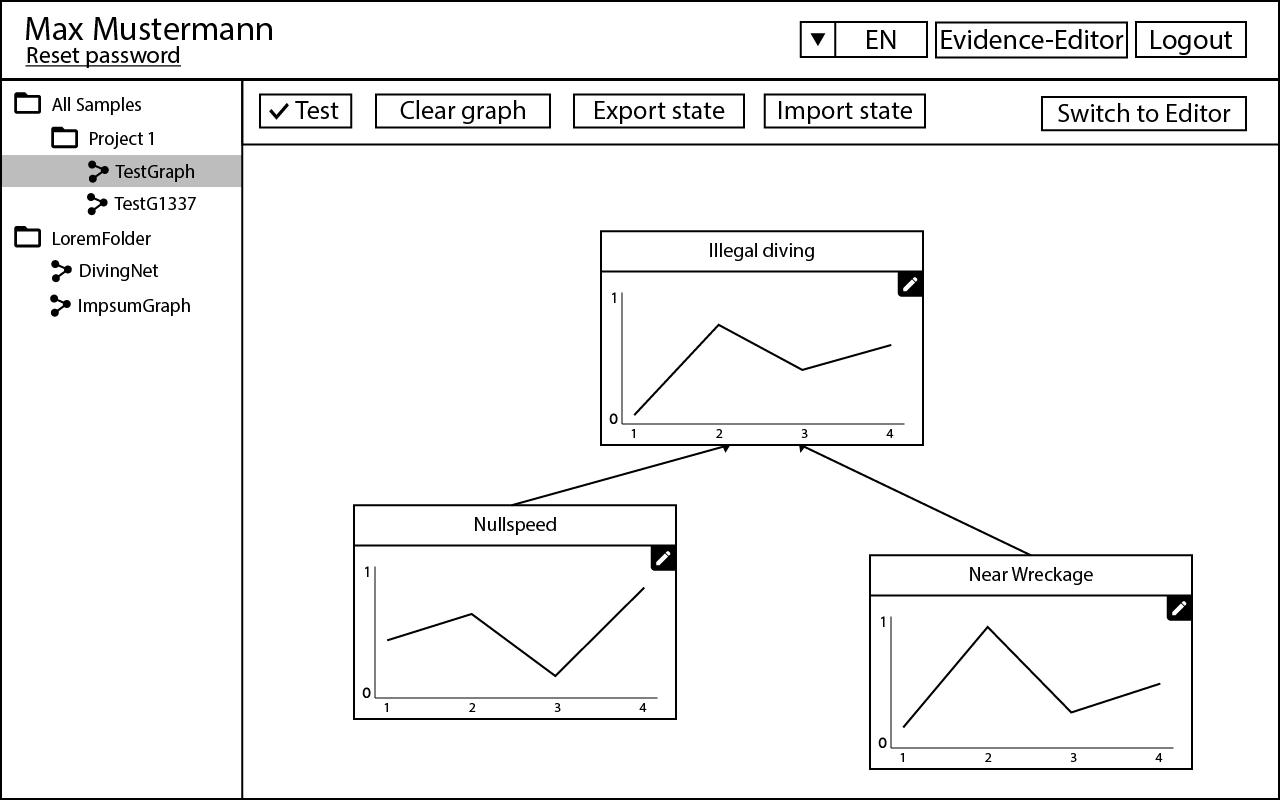 Max Mustermann
Reset password
EN
Evidence-Editor
Logout
All Samples
Project 1
TestGraph
TestG1337
LoremFolder
DivingNet
ImpsumGraph
Test
Clear graph
Export state
Import state
Switch to Editor
Illegal diving
1
0
1 2 3 4
Nullspeed
1
0
1 2 3 4
Near Wreckage
1
0
1 2 3 4